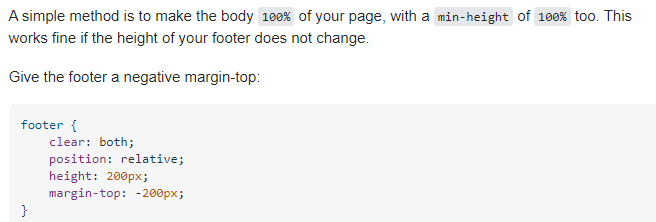 A simple method is to make the body 100% of your page, with a min-height of 100% too. This
works fine if the height of your footer does not change.
Give the footer a negative margin-top:
footer {
    clear: both;
    position: relative;
    height: 200px;
    margin-top: -200px;
}